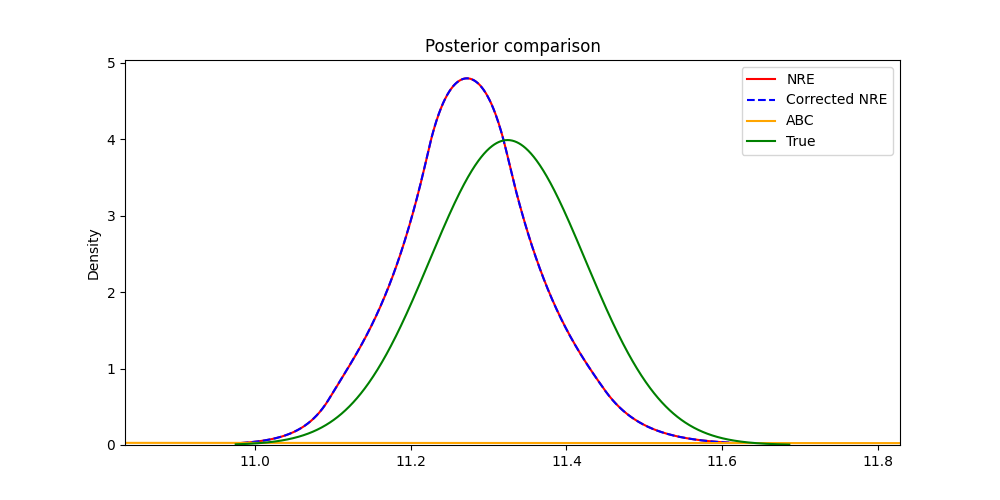 Posterior comparison
NRE
Corrected NRE
ABC
True
Density
5
4
3
2
1
0
11.0 11.2 11.4 11.6 11.8